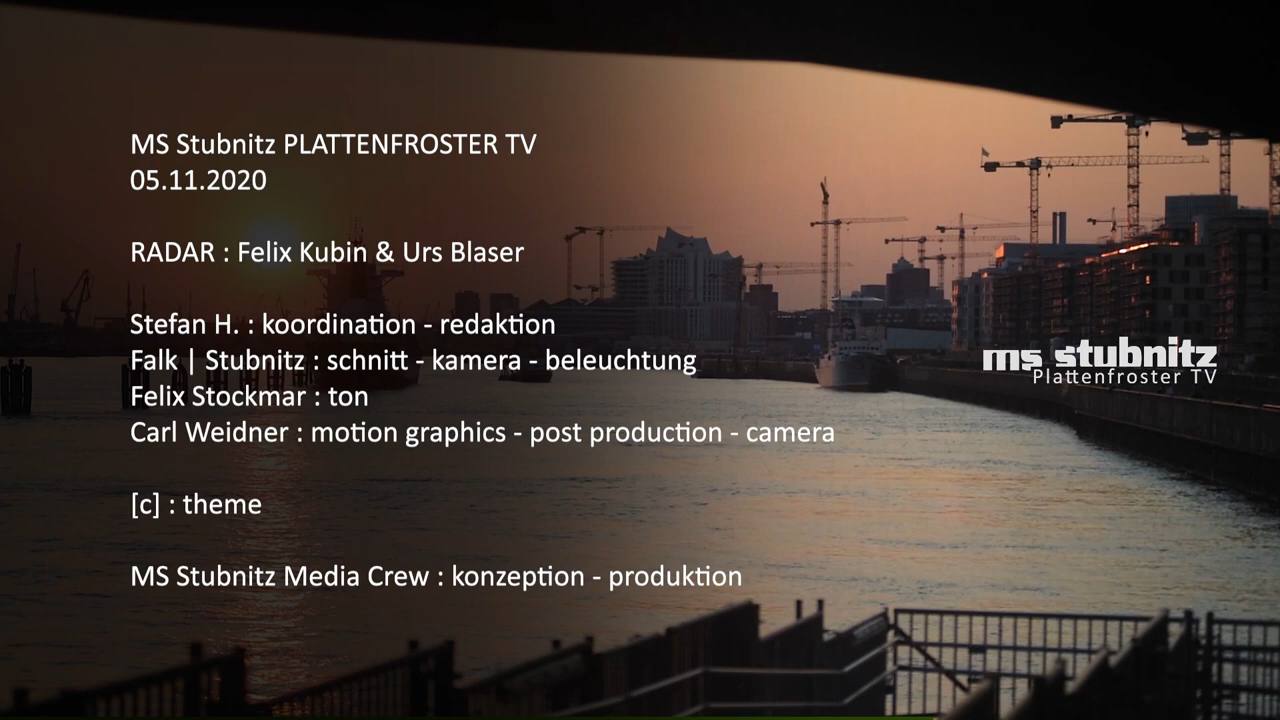 MS Stubnitz PLATTENFROSTER TV
05.11.2020
RADAR : Felix Kubin & Urs Blaser
Stefan H. : koordination - redaktion
Falk | Stubnitz : schnitt - kamera - beleuchtung
Felix Stockmar : ton
Carl Weidner : motion graphics - post production - camera
[c] : theme
MS Stubnitz Media Crew : konzeption - produktion
ms stubnitz
Plattenfroster TV